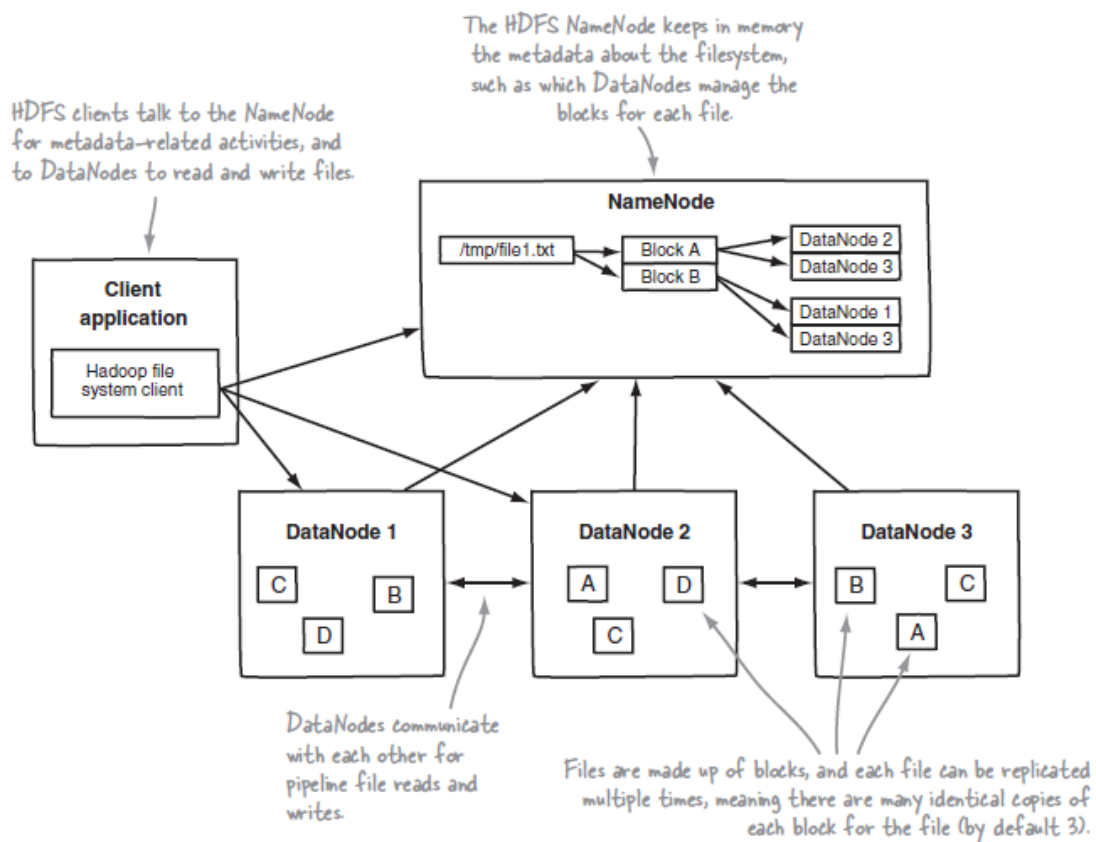 The HDFS NameNode keeps in memory
the metadata about the filesystem,
such as which DataNodes manage the
blocks for each file.
HDFS clients talk to the NameNode
for metadata-related activities, and
to DataNodes to read and write files.
NameNode
/tmp/file1.txt
Block A
Block B
DataNode 2
DataNode 3
DataNode 1
DataNode 3
Client
application
Hadoop file
system client
DataNode 1
C
B
D
DataNode 2
A
D
C
DataNode 3
B
C
A
DataNodes communicate
with each other for
pipeline file reads and
writes.
Files are made up of blocks, and each file can be replicated
multiple times, meaning there are many identical copies of
each block for the file (by default 3).